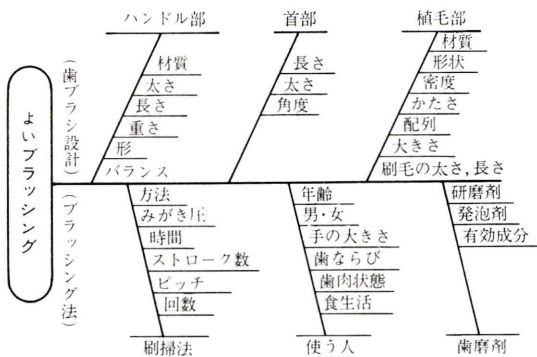 よいブラッシング
(歯ブラシ設計)
ハンドル部
材質
太さ
長さ
重さ
形
バランス
首部
長さ
太さ
角度
植毛部
材質
形状
密度
かたさ
配列
大きさ
刷毛の太さ,長さ
(ブラッシング法)
方法
みがき圧
時間
ストローク数
ピッチ
回数
刷掃法
年齢
男・女
手の大きさ
歯ならび
歯肉状態
食生活
使う人
研磨剤
発泡剤
有効成分
歯磨剤